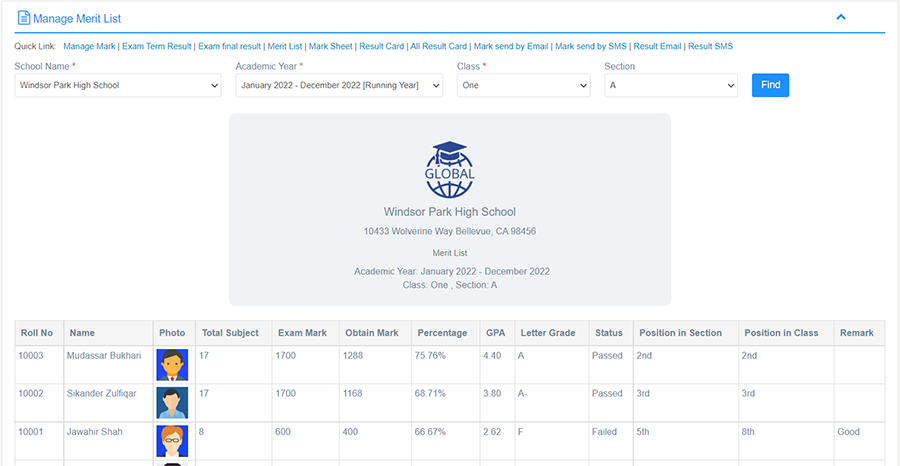 Manage Merit List
Quick Link: Manage Mark | Exam Term Result | Exam final result | Merit List | Mark Sheet | Result Card | All Result Card | Mark send by Email | Mark send by SMS | Result Email | Result SMS
School Name * Academic Year * Class * Section
Windsor Park High School January 2022 - December 2022 [Running Year] One A Find
GLOBAL
Windsor Park High School
10433 Wolverine Way Bellevue, CA 98456
Merit List
Academic Year: January 2022 - December 2022
Class: One , Section: A
Roll No Name Photo Total Subject Exam Mark Obtain Mark Percentage GPA Letter Grade Status Position in Section Position in Class Remark
10003 Mudassar Bukhari 17 1700 1288 75.76% 4.40 A Passed 2nd 2nd
10002 Sikander Zulfiqar 17 1700 1168 68.71% 3.80 A- Passed 3rd 3rd
10001 Jawahir Shah 8 600 400 66.67% 2.62 F Failed 5th 8th Good